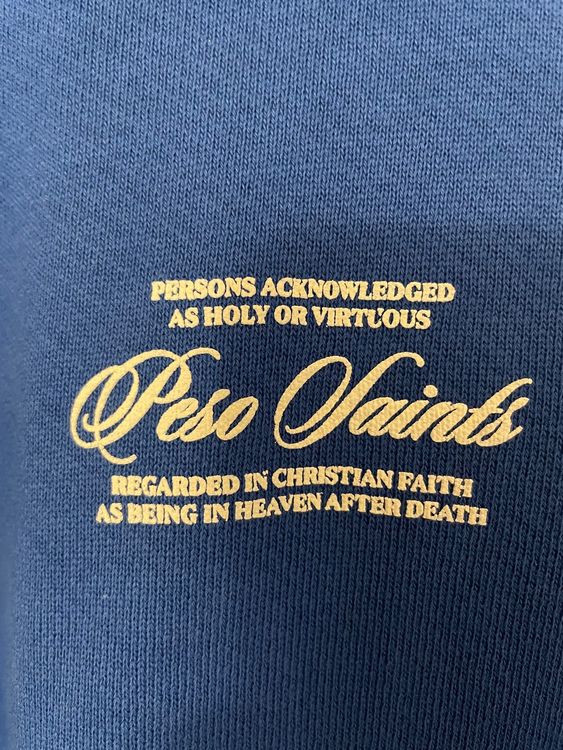 PERSONS ACKNOWLEDGED
AS HOLY OR VIRTUOUS
Peso Saints
REGARDED IN CHRISTIAN FAITH
AS BEING IN HEAVEN AFTER DEATH